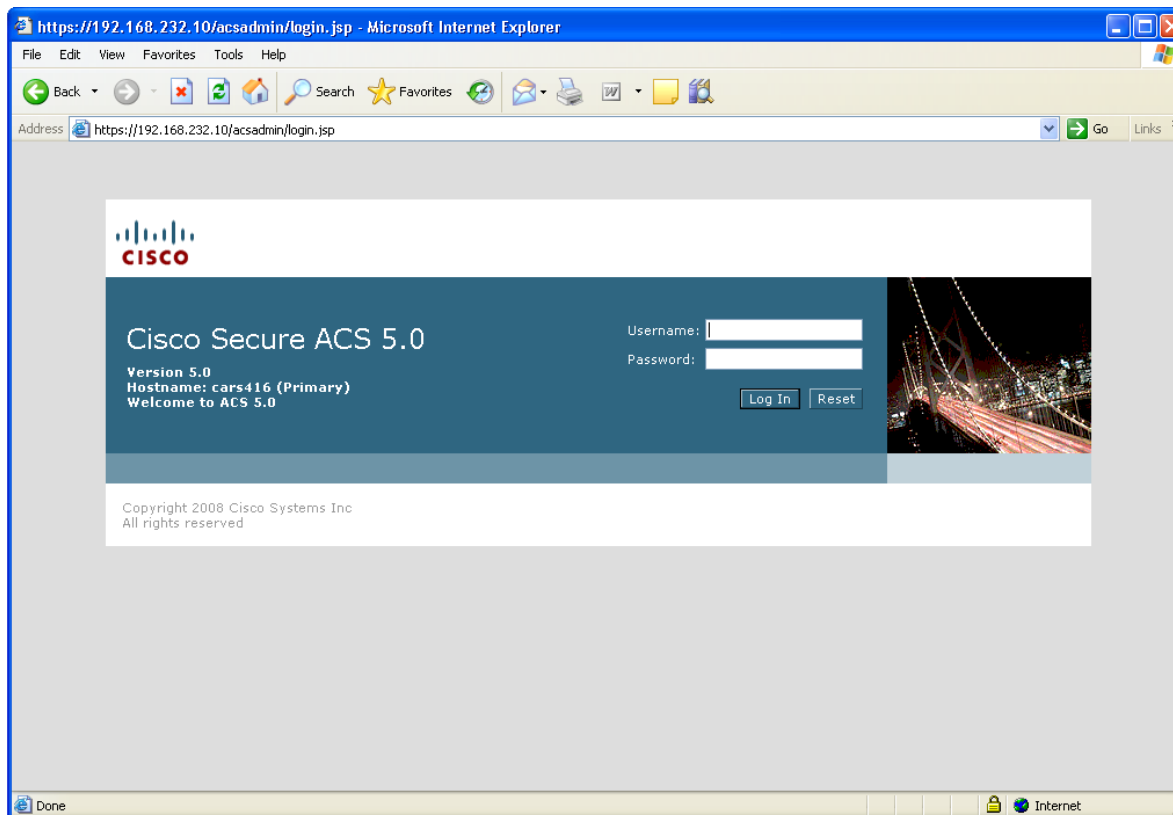 https://192.168.232.10/acsadmin/login.jsp - Microsoft Internet Explorer
File Edit View Favorites Tools Help
Back Search Favorites
Address https://192.168.232.10/acsadmin/login.jsp Go Links
CISCO
Cisco Secure ACS 5.0
Version 5.0
Hostname: cars416 (Primary)
Welcome to ACS 5.0
Username:
Password:
Log In Reset
Copyright 2008 Cisco Systems Inc
All rights reserved
Done Internet